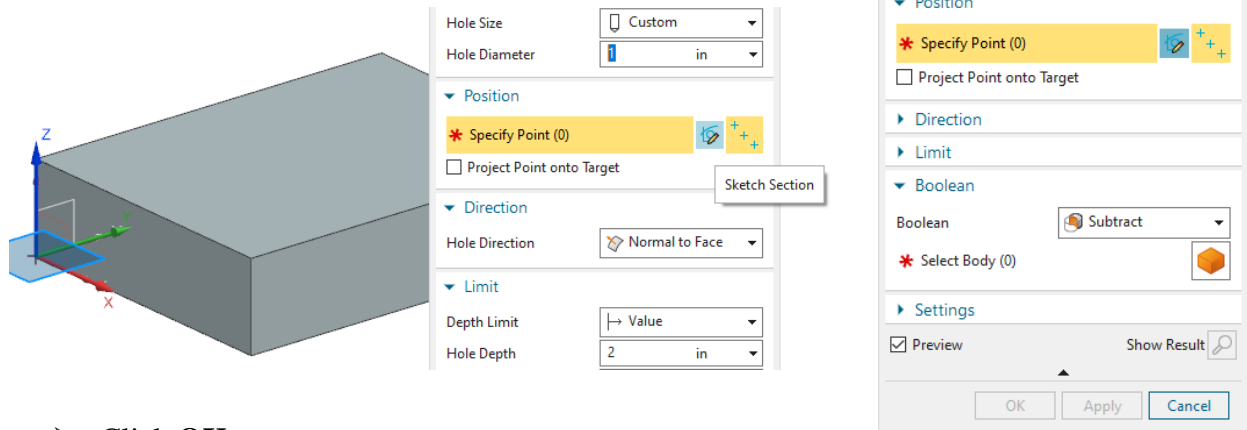 Z
Y
X
Hole Size Custom
Hole Diameter 1 in
Position
* Specify Point (0)
Project Point onto Target
Sketch Section
Direction
Hole Direction Normal to Face
Limit
Depth Limit Value
Hole Depth 2 in
Position
* Specify Point (0)
Project Point onto Target
Direction
Limit
Boolean
Boolean Subtract
* Select Body (0)
Settings
Preview Show Result
OK Apply Cancel